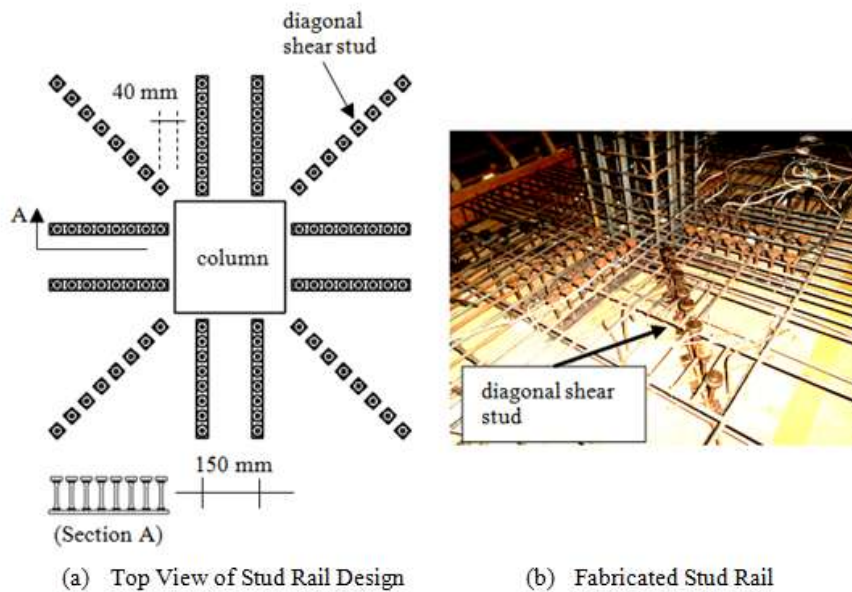 diagonal
shear stud
40 mm
A
column
diagonal shear
stud
150 mm
(Section A)
(a) Top View of Stud Rail Design
(b) Fabricated Stud Rail